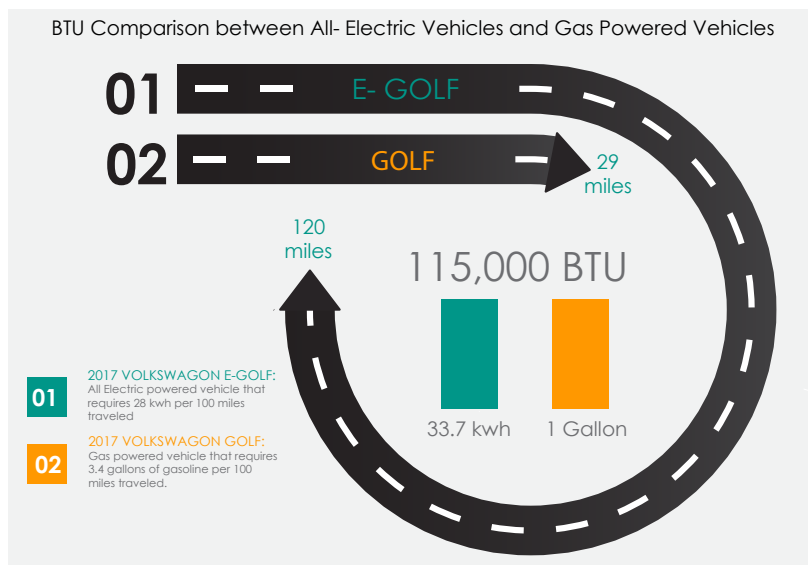 BTU Comparison between All- Electric Vehicles and Gas Powered Vehicles
01
E- GOLF
02
GOLF
29
miles
120
miles
115,000 BTU
33.7 kwh
1 Gallon
01
2017 VOLKSWAGON E-GOLF:
All Electric powered vehicle that
requires 28 kwh per 100 miles
traveled
02
2017 VOLKSWAGON GOLF:
Gas powered vehicle that requires
3.4 gallons of gasoline per 100
miles traveled.